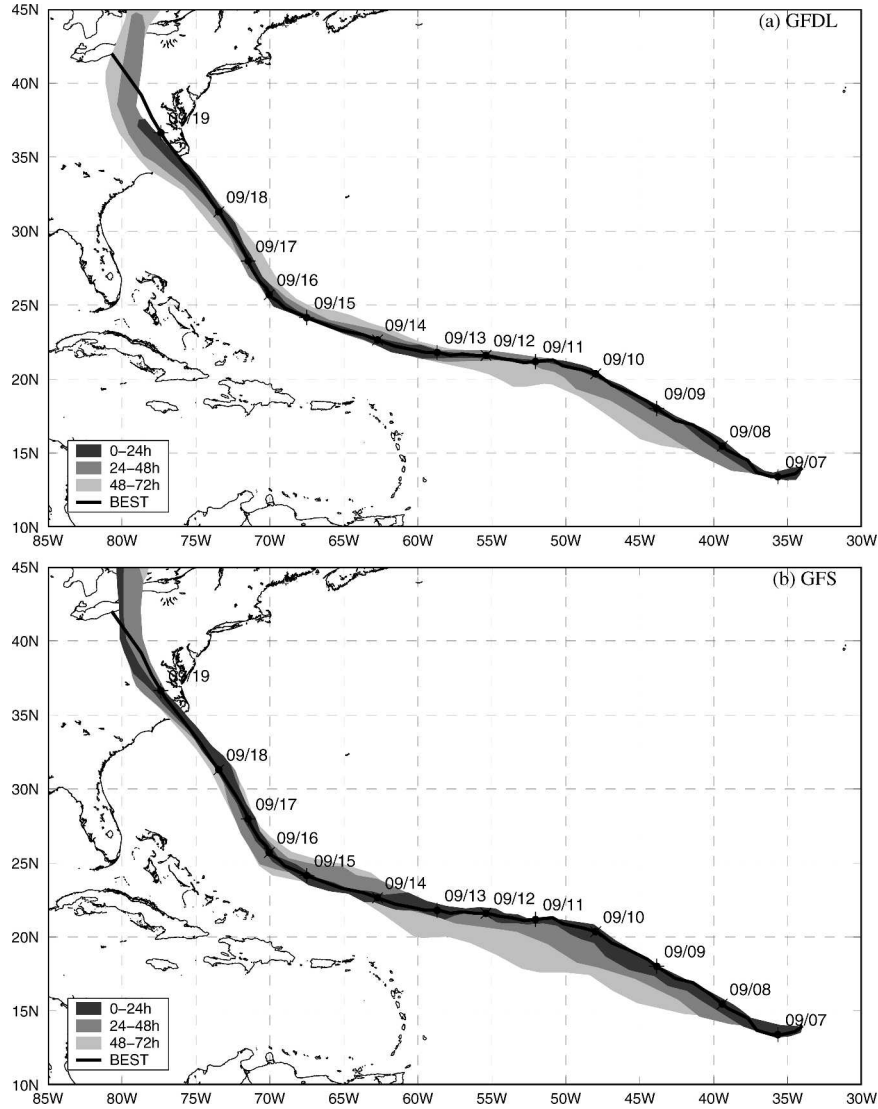 45N
(a) GFDL
40N
09/19
35N
09/18
30N
09/17
09/16
25N
09/15
09/14
09/13
09/12
09/11
09/10
20N
09/09
09/08
15N
09/07
0–24h
24–48h
48–72h
BEST
10N
85W 80W 75W 70W 65W 60W 55W 50W 45W 40W 35W 30W
45N
(b) GFS
40N
09/19
35N
09/18
30N
09/17
09/16
25N
09/15
09/14
09/13
09/12
09/11
09/10
20N
09/09
09/08
15N
09/07
0–24h
24–48h
48–72h
BEST
10N
85W 80W 75W 70W 65W 60W 55W 50W 45W 40W 35W 30W